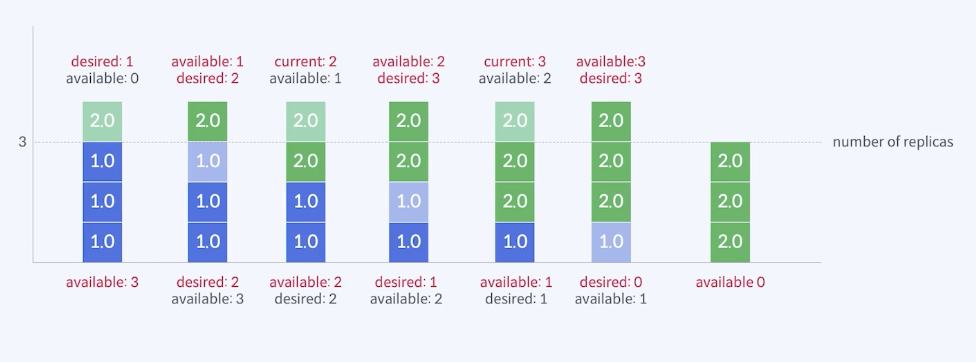 desired: 1
available: 0
available: 1
desired: 2
current: 2
available: 1
available: 2
desired: 3
current: 3
available: 2
available:3
desired: 3
2.0
2.0
2.0
2.0
2.0
2.0
3
number of replicas
1.0
1.0
2.0
2.0
2.0
2.0
2.0
1.0
1.0
1.0
1.0
2.0
2.0
2.0
1.0
1.0
1.0
1.0
1.0
1.0
2.0
available: 3
desired: 2
available: 3
available: 2
desired: 2
desired: 1
available: 2
available: 1
desired: 1
desired: 0
available: 1
available 0